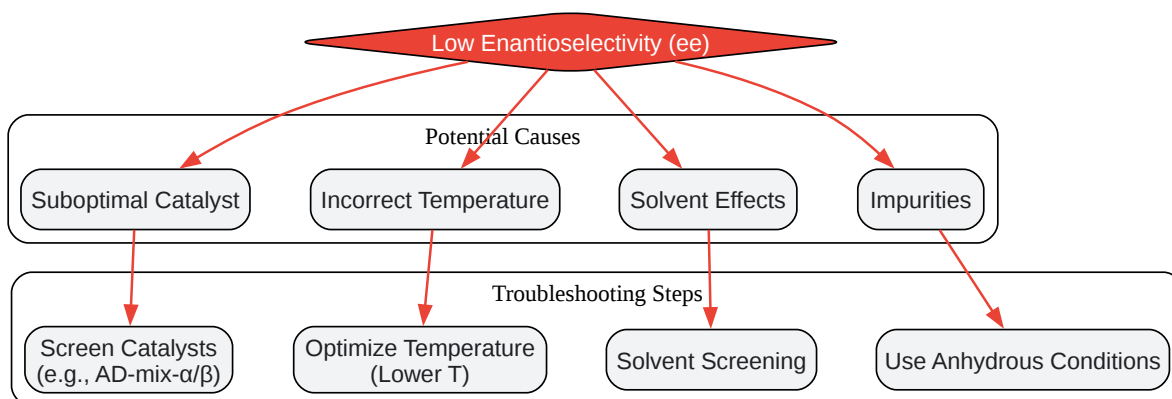 Low Enantioselectivity (ee)
Potential Causes
Suboptimal Catalyst
Incorrect Temperature
Solvent Effects
Impurities
Troubleshooting Steps
Screen Catalysts
(e.g., AD-mix-α/β)
Optimize Temperature
(Lower T)
Solvent Screening
Use Anhydrous Conditions